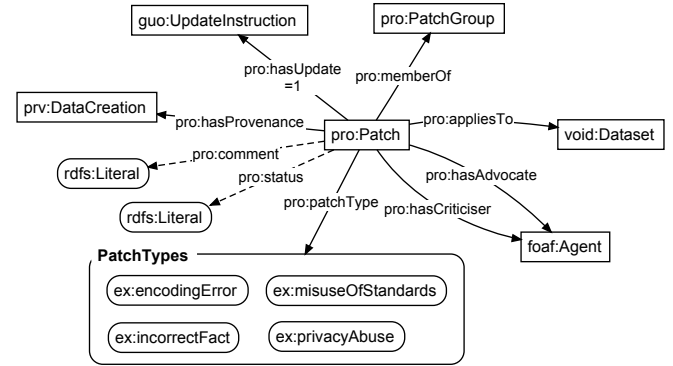 guo:UpdateInstruction
pro:PatchGroup
pro:hasUpdate
=1
pro:memberOf
prv:DataCreation
pro:hasProvenance
pro:Patch
pro:appliesTo
void:Dataset
pro:comment
rdfs:Literal
pro:status
pro:hasAdvocate
rdfs:Literal
pro:patchType
pro:hasCriticiser
foaf:Agent
PatchTypes
ex:encodingError
ex:misuseOfStandards
ex:incorrectFact
ex:privacyAbuse